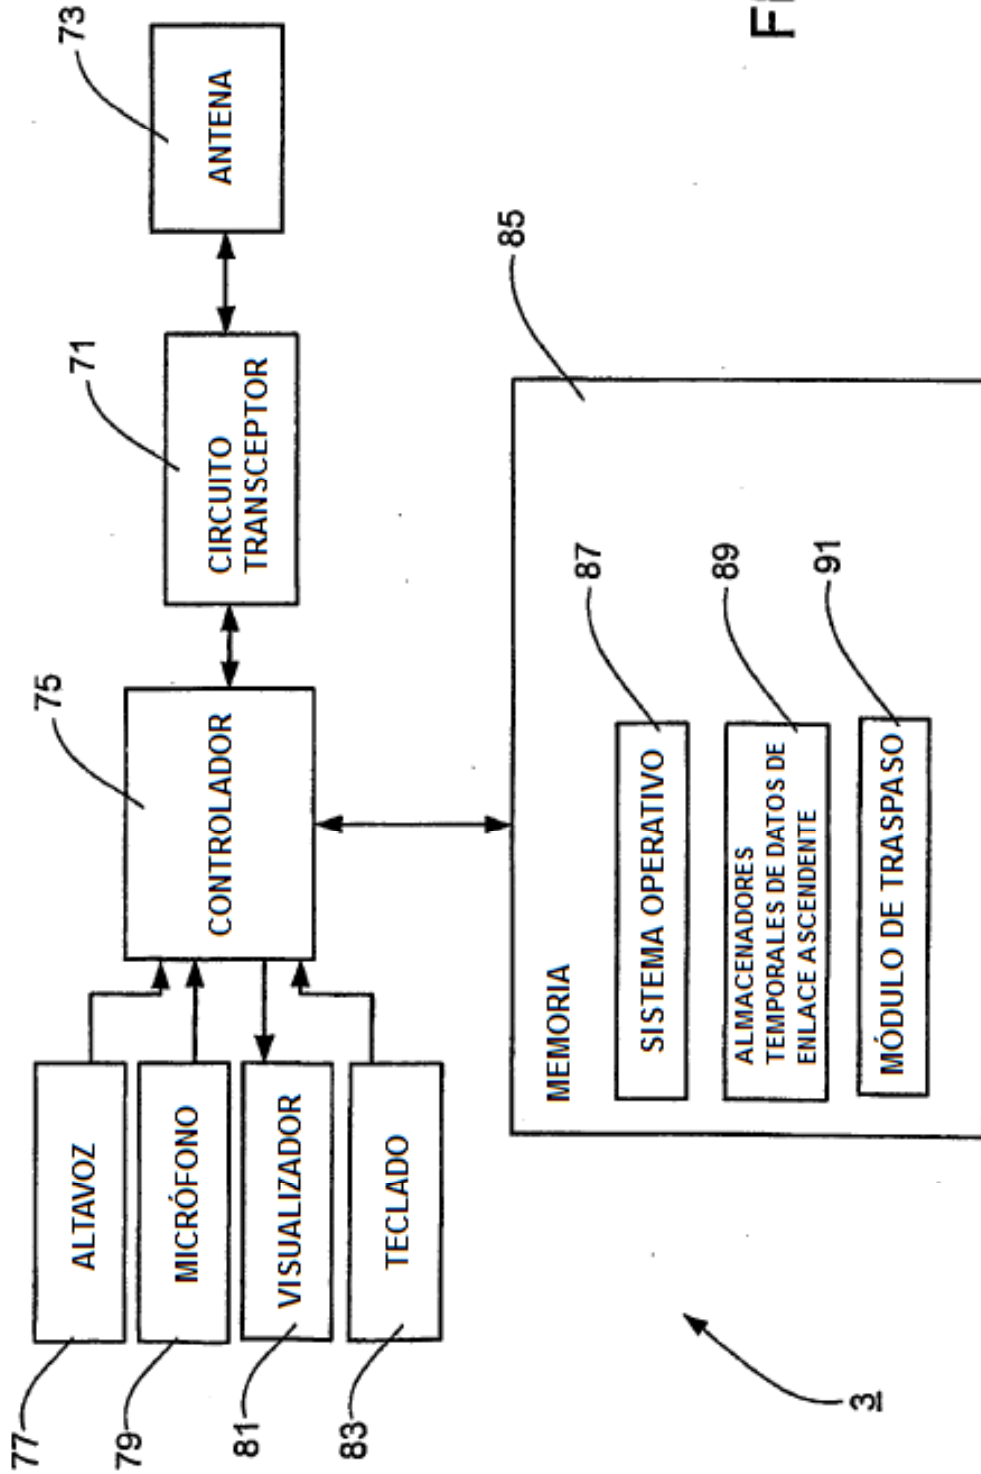 77
ALTAVOZ
79
MICRÓFONO
81
VISUALIZADOR
83
TECLADO
75
CONTROLADOR
71
CIRCUITO
TRANSCEPTOR
73
ANTENA
85
MEMORIA
87
SISTEMA OPERATIVO
89
ALMACENADORES
TEMPORALES DE DATOS DE
ENLACE ASCENDENTE
91
MÓDULO DE TRASPASO
3